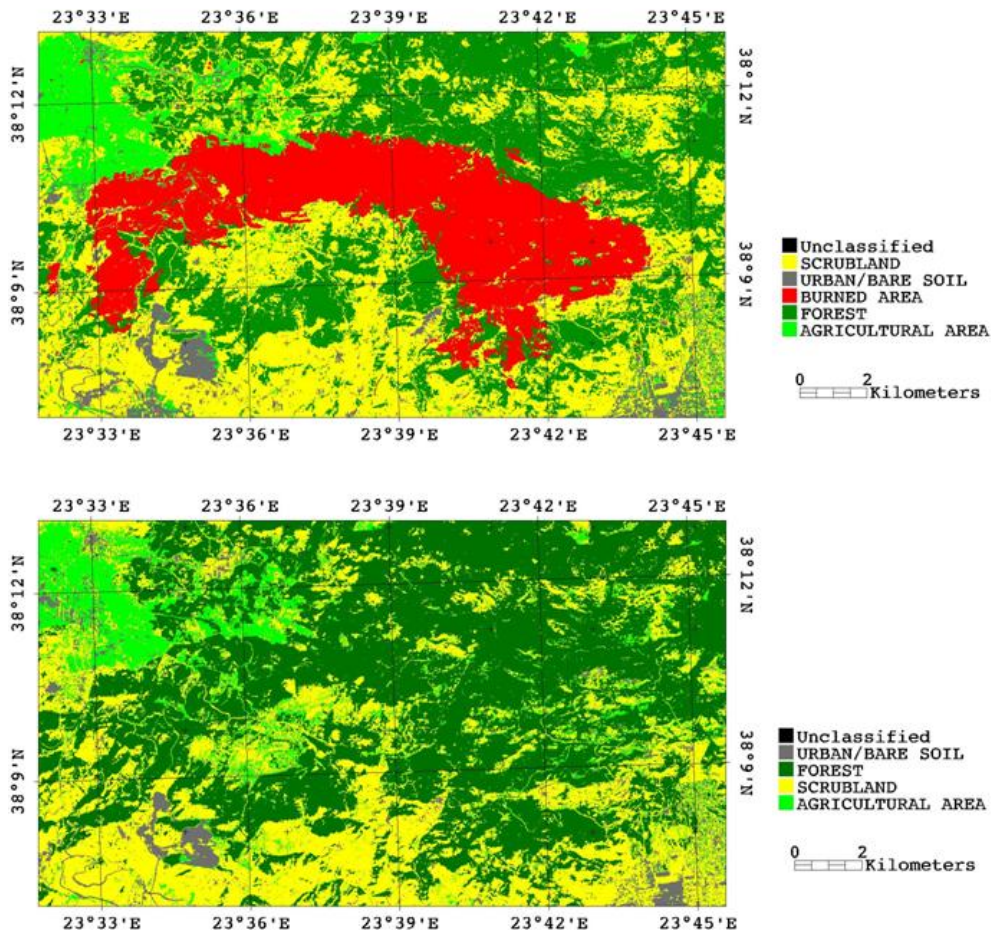 23°33'E 23°36'E 23°39'E 23°42'E 23°45'E
38°12'N 38°12'N
38°9'N 38°9'N
Unclassified
SCRUBLAND
URBAN/BARE SOIL
BURNED AREA
FOREST
AGRICULTURAL AREA
0 2
Kilometers
23°33'E 23°36'E 23°39'E 23°42'E 23°45'E
23°33'E 23°36'E 23°39'E 23°42'E 23°45'E
38°12'N 38°12'N
38°9'N 38°9'N
Unclassified
URBAN/BARE SOIL
FOREST
SCRUBLAND
AGRICULTURAL AREA
0 2
Kilometers
23°33'E 23°36'E 23°39'E 23°42'E 23°45'E